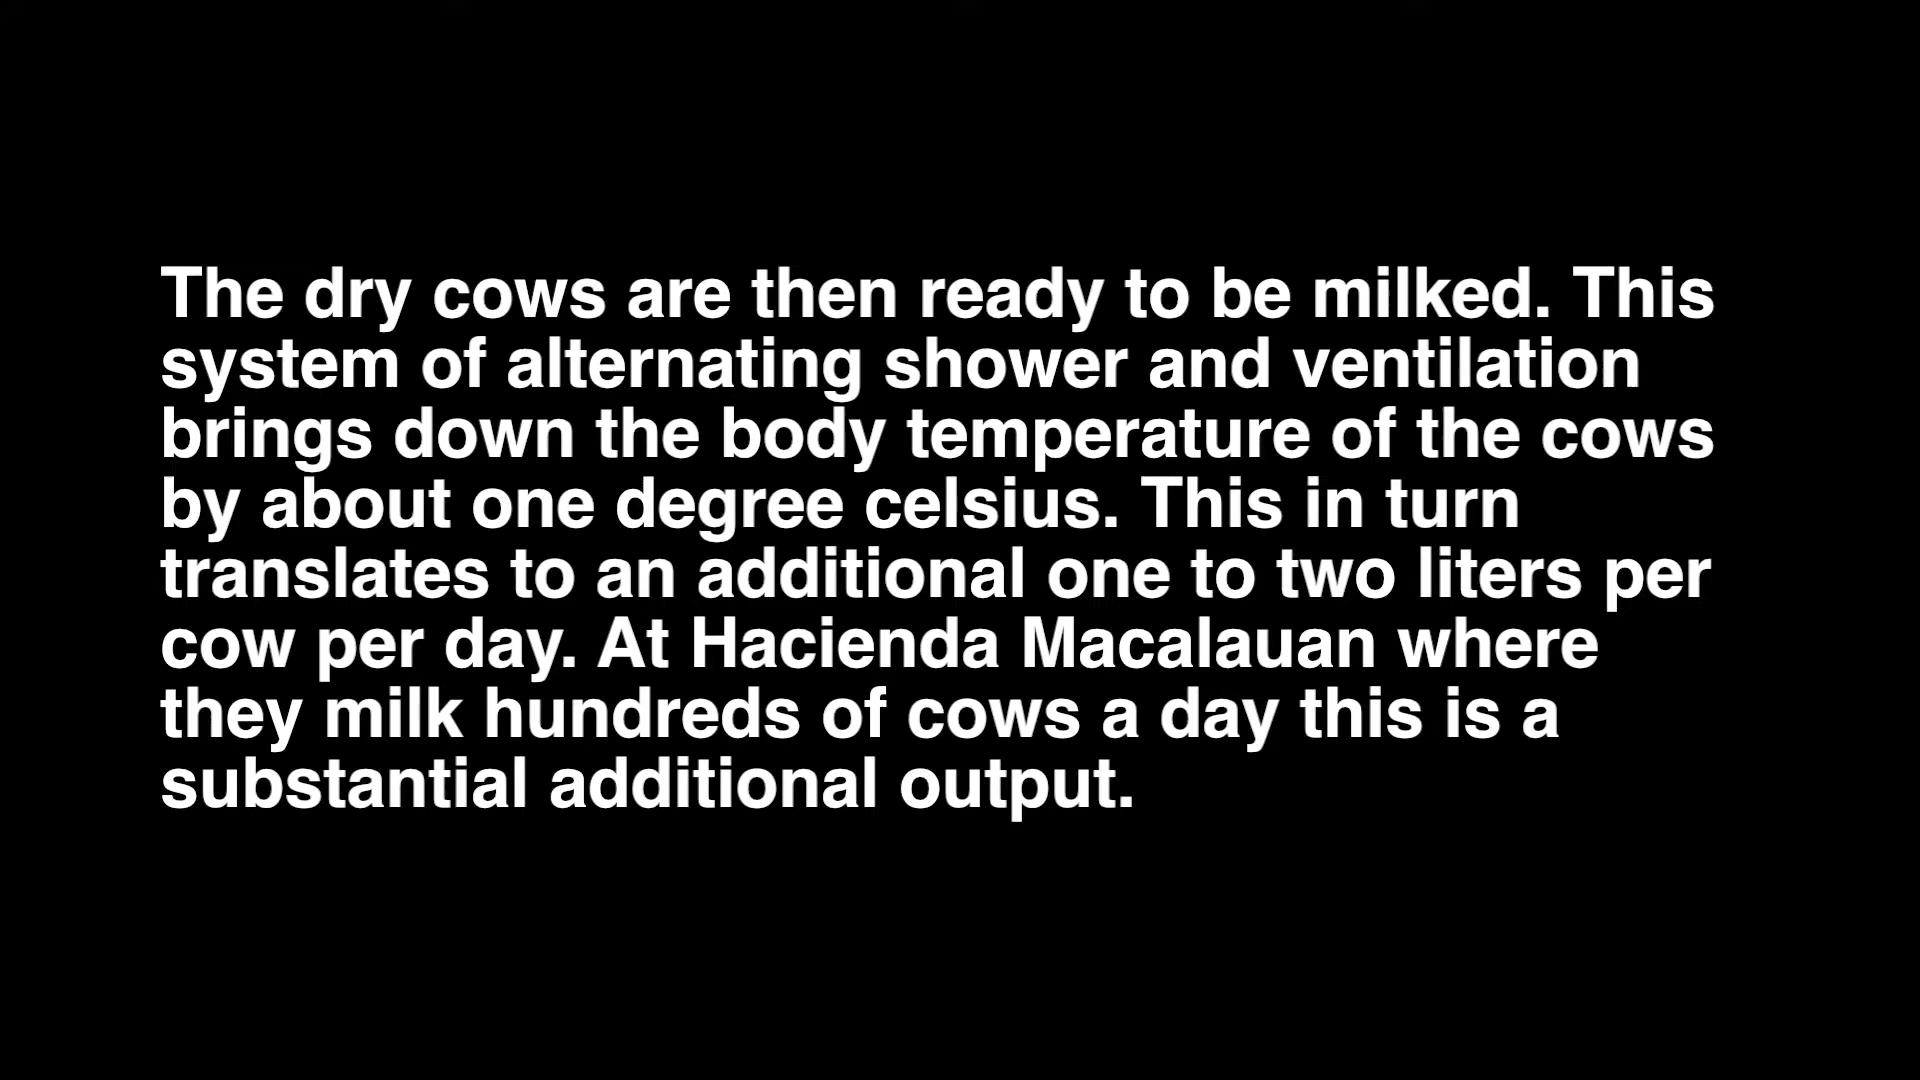 The dry cows are then ready to be milked. This
system of alternating shower and ventilation
brings down the body temperature of the cows
by about one degree celsius. This in turn
translates to an additional one to two liters per
cow per day. At Hacienda Macalauan where
they milk hundreds of cows a day this is a
substantial additional output.